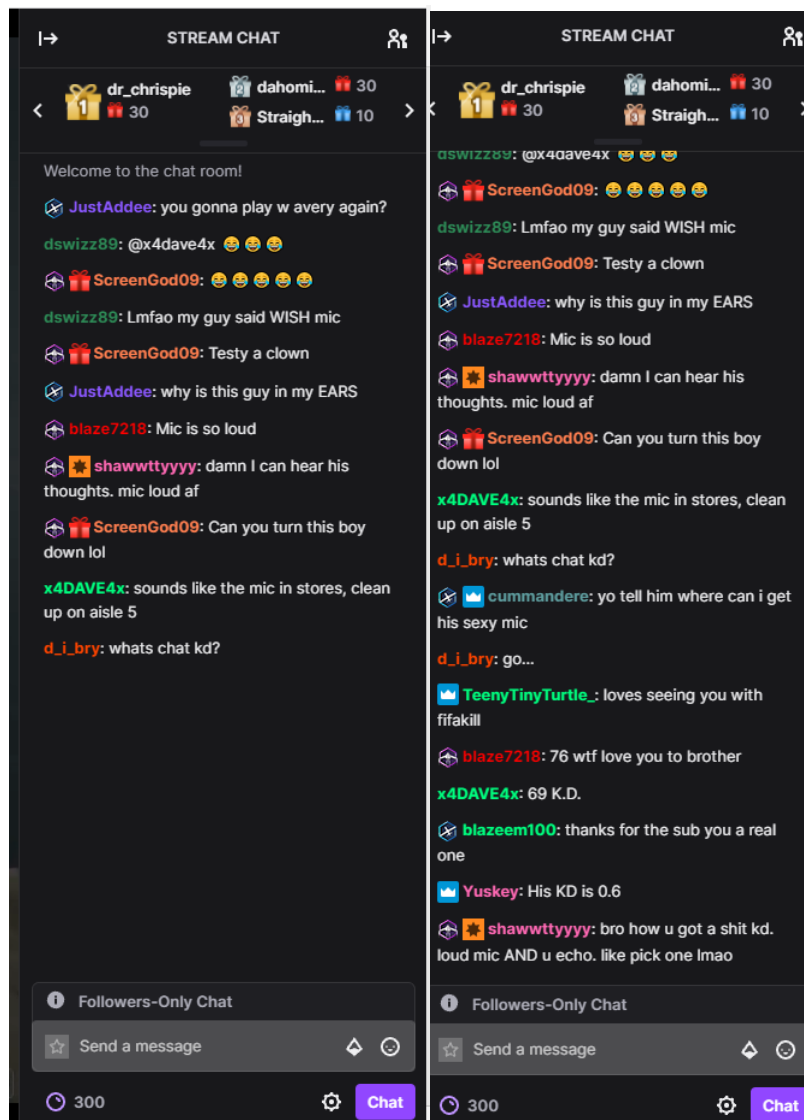 STREAM CHAT
1 dr_chrispie 30
2 dahomi... 30
3 Straigh... 10
Welcome to the chat room!
JustAddee: you gonna play w avery again?
dswizz89: @x4dave4x 😂 😂 😂
ScreenGod09: 😂 😂 😂 😂 😂
dswizz89: Lmfao my guy said WISH mic
ScreenGod09: Testy a clown
JustAddee: why is this guy in my EARS
blaze7218: Mic is so loud
shawwttyyyy: damn I can hear his
thoughts. mic loud af
ScreenGod09: Can you turn this boy
down lol
x4DAVE4x: sounds like the mic in stores, clean
up on aisle 5
d_i_bry: whats chat kd?
Followers-Only Chat
Send a message
300
Chat
STREAM CHAT
1 dr_chrispie 30
2 dahomi... 30
3 Straigh... 10
dswizz89: @x4dave4x 😂 😂 😂
ScreenGod09: 😂 😂 😂 😂 😂
dswizz89: Lmfao my guy said WISH mic
ScreenGod09: Testy a clown
JustAddee: why is this guy in my EARS
blaze7218: Mic is so loud
shawwttyyyy: damn I can hear his
thoughts. mic loud af
ScreenGod09: Can you turn this boy
down lol
x4DAVE4x: sounds like the mic in stores, clean
up on aisle 5
d_i_bry: whats chat kd?
cummandere: yo tell him where can i get
his sexy mic
d_i_bry: go...
TeenyTinyTurtle_: loves seeing you with
fifakill
blaze7218: 76 wtf love you to brother
x4DAVE4x: 69 K.D.
blazeem100: thanks for the sub you a real
one
Yuskey: His KD is 0.6
shawwttyyyy: bro how u got a shit kd.
loud mic AND u echo. like pick one lmao
Followers-Only Chat
Send a message
300
Chat